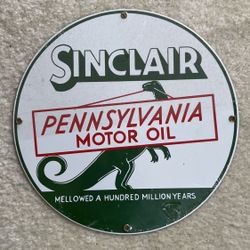 SINCLAIR
PENNSYLVANIA
MOTOR OIL
MELLOWED A HUNDRED MILLION YEARS